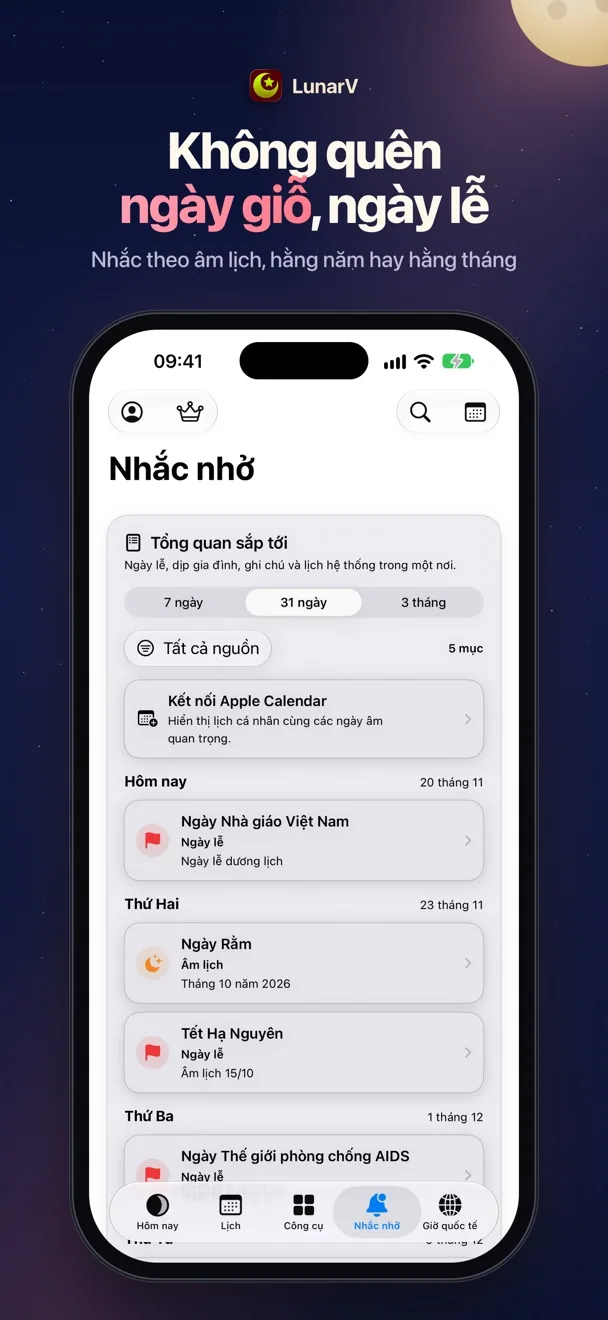 LunarV
Không quên
ngày giỗ, ngày lễ
Nhắc theo âm lịch, hằng năm hay hằng tháng
09:41
Nhắc nhở
Tổng quan sắp tới
Ngày lễ, dịp gia đình, ghi chú và lịch hệ thống trong một nơi.
7 ngày 31 ngày 3 tháng
Tất cả nguồn 5 mục
Kết nối Apple Calendar
Hiển thị lịch cá nhân cùng các ngày âm
quan trọng.
Hôm nay 20 tháng 11
Ngày Nhà giáo Việt Nam
Ngày lễ
Ngày lễ dương lịch
Thứ Hai 23 tháng 11
Ngày Rằm
Âm lịch
Tháng 10 năm 2026
Tết Hạ Nguyên
Ngày lễ
Âm lịch 15/10
Thứ Ba 1 tháng 12
Ngày Thế giới phòng chống AIDS
Ngày lễ
Hôm nay Lịch Công cụ Nhắc nhở Giờ quốc tế